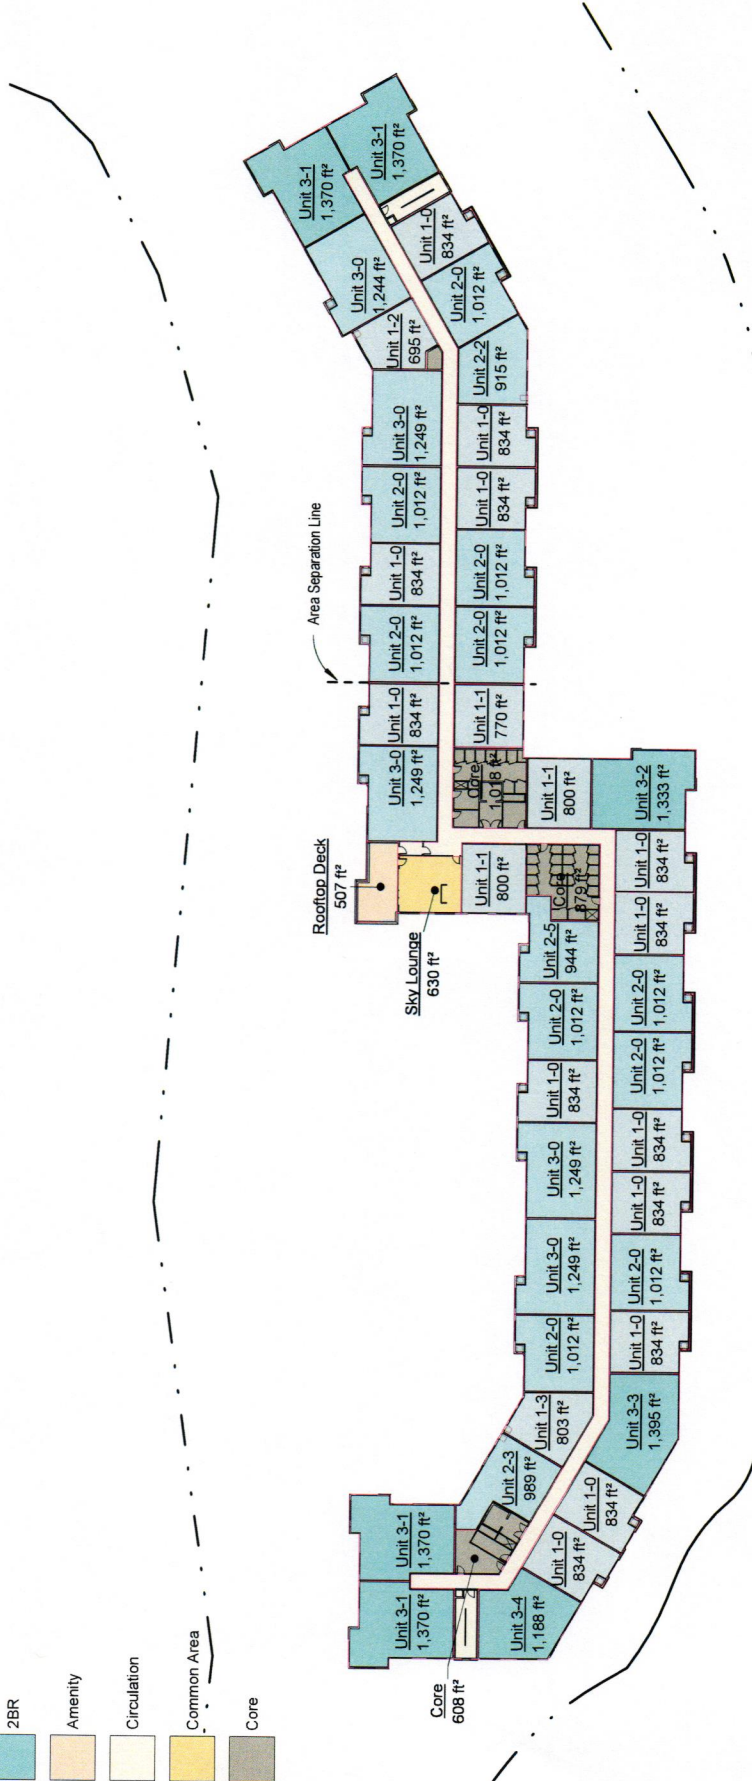 2BR
Amenity
Circulation
Common Area
Core
Unit 3-1
1,370 ft²
Unit 3-1
1,370 ft²
Core
608 ft²
Unit 3-4
1,188 ft²
Unit 2-3
989 ft²
Unit 1-0
834 ft²
Unit 1-0
834 ft²
Unit 1-3
803 ft²
Unit 3-3
1,395 ft²
Unit 2-0
1,012 ft²
Unit 3-0
1,249 ft²
Unit 3-0
1,249 ft²
Unit 1-0
834 ft²
Unit 2-0
1,012 ft²
Unit 2-5
944 ft²
Unit 1-0
834 ft²
Unit 2-0
1,012 ft²
Unit 1-0
834 ft²
Unit 1-0
834 ft²
Unit 2-0
1,012 ft²
Unit 2-0
1,012 ft²
Unit 1-0
834 ft²
Unit 1-0
834 ft²
Core
879 ft²
Unit 3-2
1,333 ft²
Unit 1-1
800 ft²
Unit 1-1
800 ft²
Rooftop Deck
507 ft²
Sky Lounge
630 ft²
Core
1,018 ft²
Unit 3-0
1,249 ft²
Unit 1-0
834 ft²
Unit 1-1
770 ft²
Area Separation Line
Unit 2-0
1,012 ft²
Unit 1-0
834 ft²
Unit 2-0
1,012 ft²
Unit 3-0
1,249 ft²
Unit 2-0
1,012 ft²
Unit 2-0
1,012 ft²
Unit 1-0
834 ft²
Unit 1-0
834 ft²
Unit 2-2
915 ft²
Unit 1-2
695 ft²
Unit 3-0
1,244 ft²
Unit 2-0
1,012 ft²
Unit 1-0
834 ft²
Unit 3-1
1,370 ft²
Unit 3-1
1,370 ft²